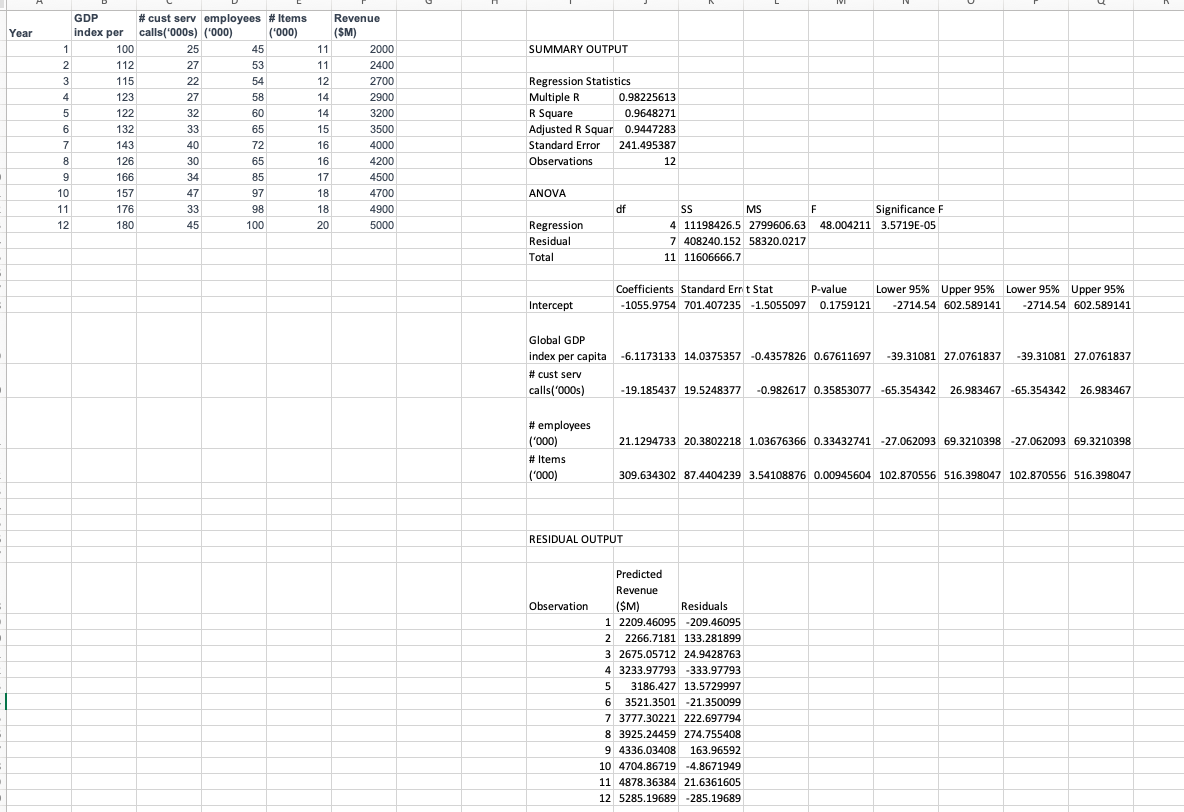 A B C D E F G H I J K L M N O P Q R
GDP # cust serv employees # Items Revenue
Year index per calls('000s) ('000) ('000) ($M)
1 100 25 45 11 2000 SUMMARY OUTPUT
2 112 27 53 11 2400
3 115 22 54 12 2700 Regression Statistics
4 123 27 58 14 2900 Multiple R 0.98225613
5 122 32 60 14 3200 R Square 0.9648271
6 132 33 65 15 3500 Adjusted R Squar 0.9447283
7 143 40 72 16 4000 Standard Error 241.495387
8 126 30 65 16 4200 Observations 12
9 166 34 85 17 4500
10 157 47 97 18 4700 ANOVA
11 176 33 98 18 4900 df SS MS F Significance F
12 180 45 100 20 5000 Regression 4 11198426.5 2799606.63 48.004211 3.5719E-05
Residual 7 408240.152 58320.0217
Total 11 11606666.7
Coefficients Standard Err t Stat P-value Lower 95% Upper 95% Lower 95% Upper 95%
Intercept -1055.9754 701.407235 -1.5055097 0.1759121 -2714.54 602.589141 -2714.54 602.589141
Global GDP
index per capita -6.1173133 14.0375357 -0.4357826 0.67611697 -39.31081 27.0761837 -39.31081 27.0761837
# cust serv
calls('000s) -19.185437 19.5248377 -0.982617 0.35853077 -65.354342 26.983467 -65.354342 26.983467
# employees
('000) 21.1294733 20.3802218 1.03676366 0.33432741 -27.062093 69.3210398 -27.062093 69.3210398
# Items
('000) 309.634302 87.4404239 3.54108876 0.00945604 102.870556 516.398047 102.870556 516.398047
RESIDUAL OUTPUT
Predicted
Revenue
Observation ($M) Residuals
1 2209.46095 -209.46095
2 2266.7181 133.281899
3 2675.05712 24.9428763
4 3233.97793 -333.97793
5 3186.427 13.5729997
6 3521.3501 -21.350099
7 3777.30221 222.697794
8 3925.24459 274.755408
9 4336.03408 163.96592
10 4704.86719 -4.8671949
11 4878.36384 21.6361605
12 5285.19689 -285.19689